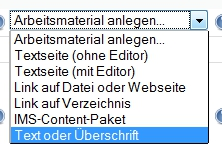 Arbeitsmaterial anlegen...
Arbeitsmaterial anlegen...
Textseite (ohne Editor)
Textseite (mit Editor)
Link auf Datei oder Webseite
Link auf Verzeichnis
IMS-Content-Paket
Text oder Überschrift